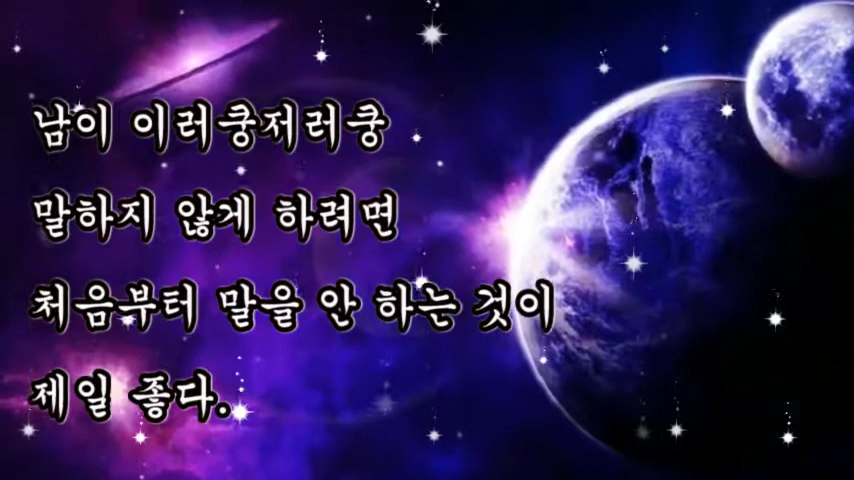 남이 이러쿵저러쿵
말하지 않게 하려면
처음부터 말을 안 하는 것이
제일 좋다.